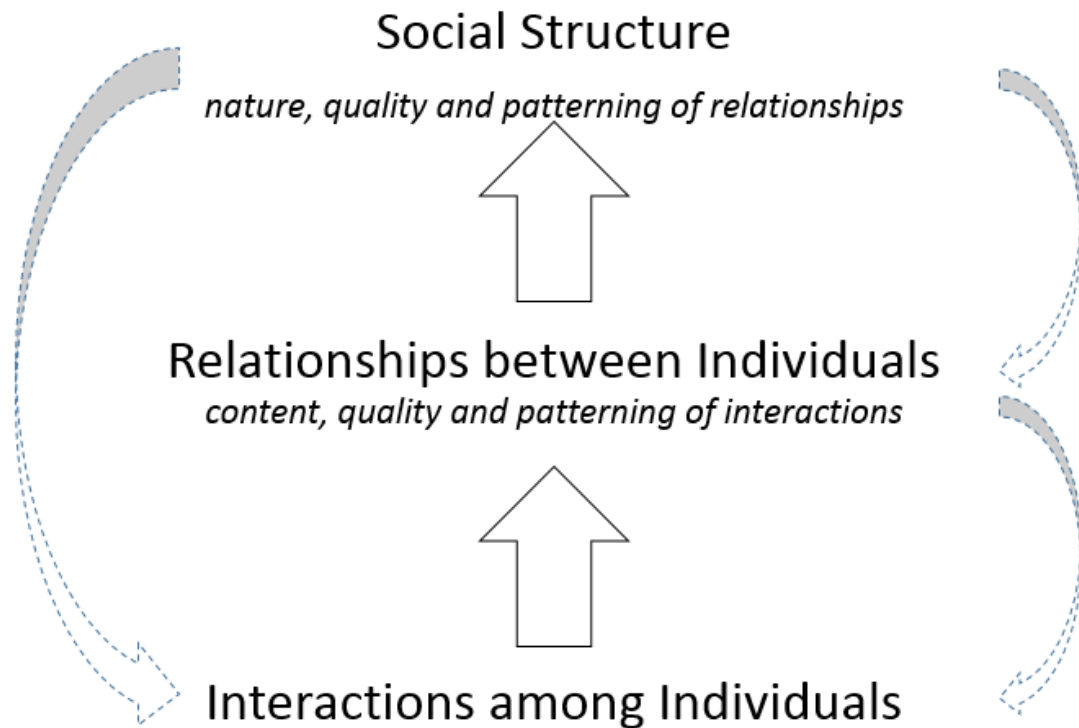 Social Structure
nature, quality and patterning of relationships
Relationships between Individuals
content, quality and patterning of interactions
Interactions among Individuals